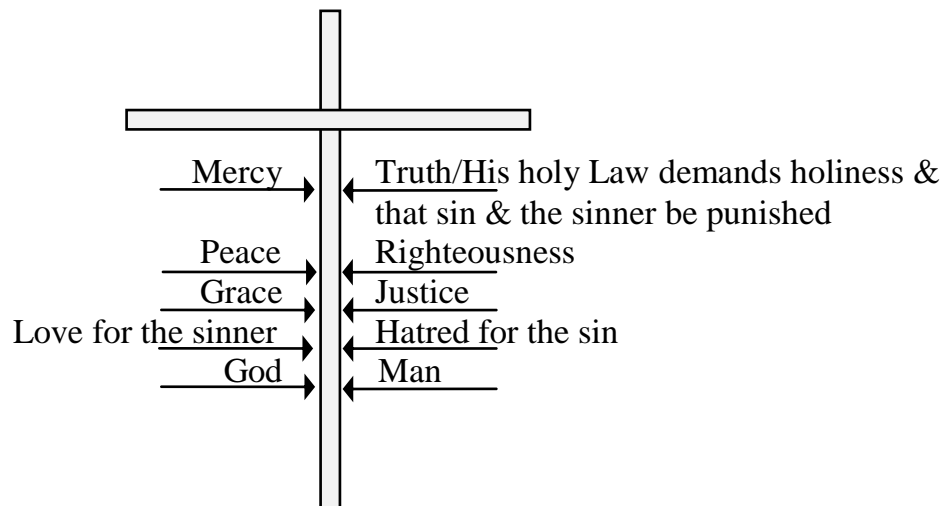 Mercy Truth/His holy Law demands holiness &
that sin & the sinner be punished
Peace Righteousness
Grace Justice
Love for the sinner Hatred for the sin
God Man